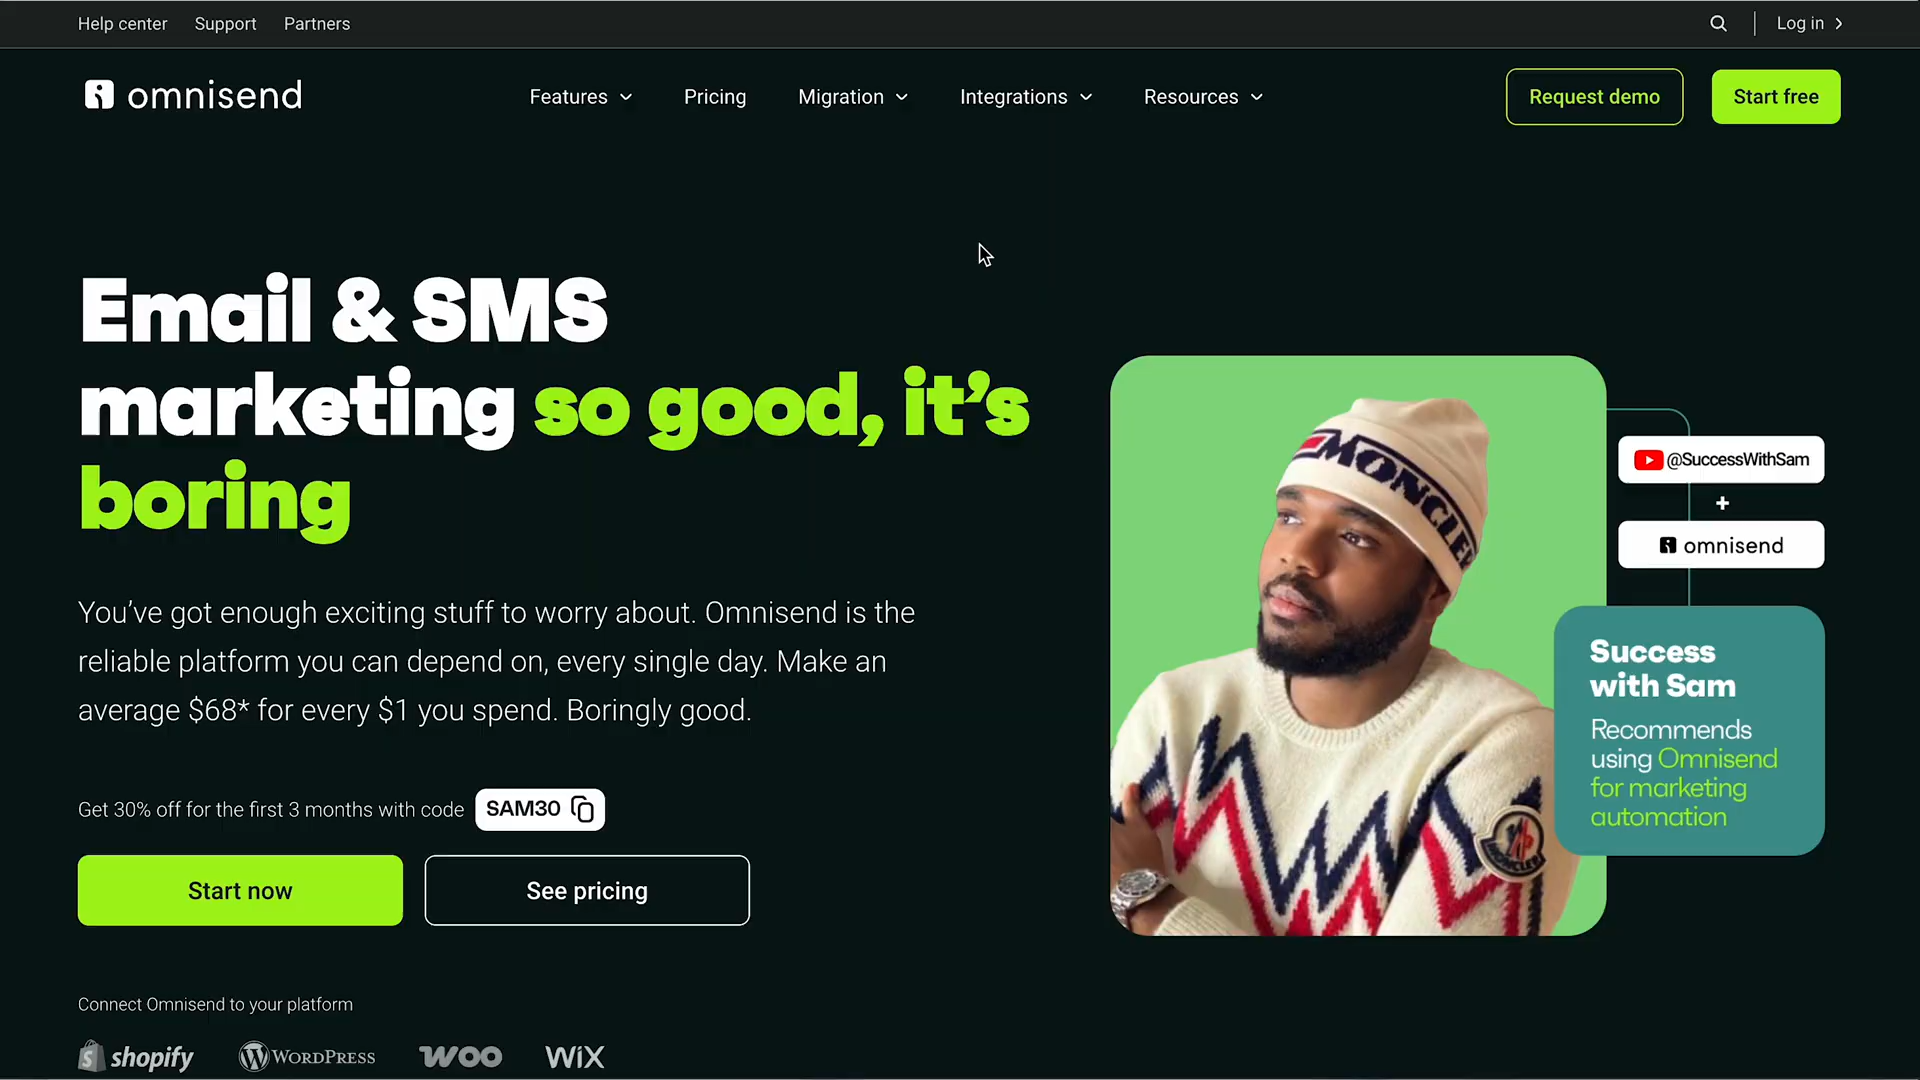 Help center Support Partners Log in
omnisend Features Pricing Migration Integrations Resources Request demo Start free
Email & SMS
marketing so good, it’s
boring
You’ve got enough exciting stuff to worry about. Omnisend is the
reliable platform you can depend on, every single day. Make an
average $68* for every $1 you spend. Boringly good.
Get 30% off for the first 3 months with code SAM30
Start now See pricing
Connect Omnisend to your platform
shopify WORDPRESS WOO WiX
MONCLER
@SuccessWithSam
+
omnisend
Success
with Sam
Recommends
using Omnisend
for marketing
automation
MONCLER